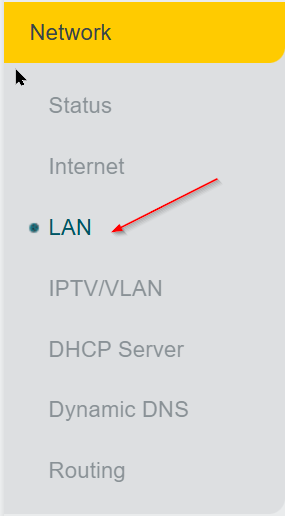 Network
Status
Internet
LAN
IPTV/VLAN
DHCP Server
Dynamic DNS
Routing